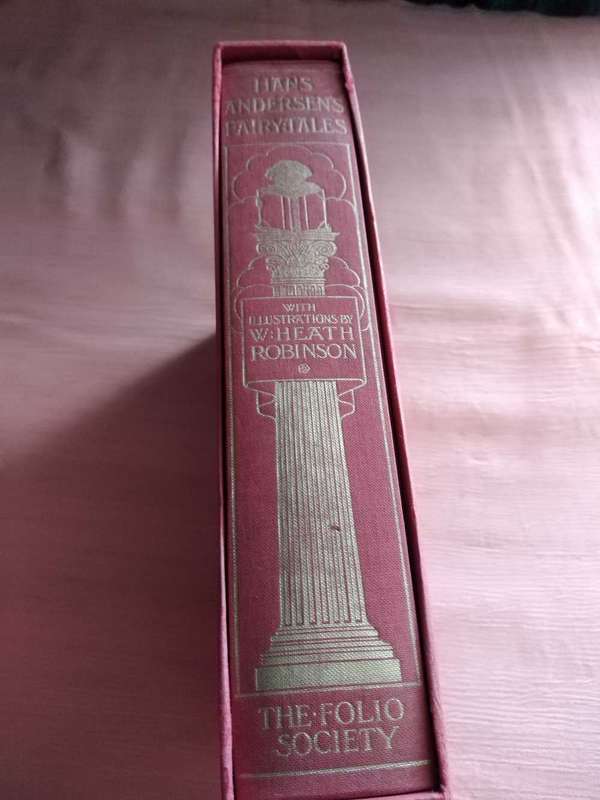 HANS
ANDERSEN'S
FAIRY-TALES
WITH
ILLUSTRATIONS BY
W·HEATH
ROBINSON
THE·FOLIO
SOCIETY